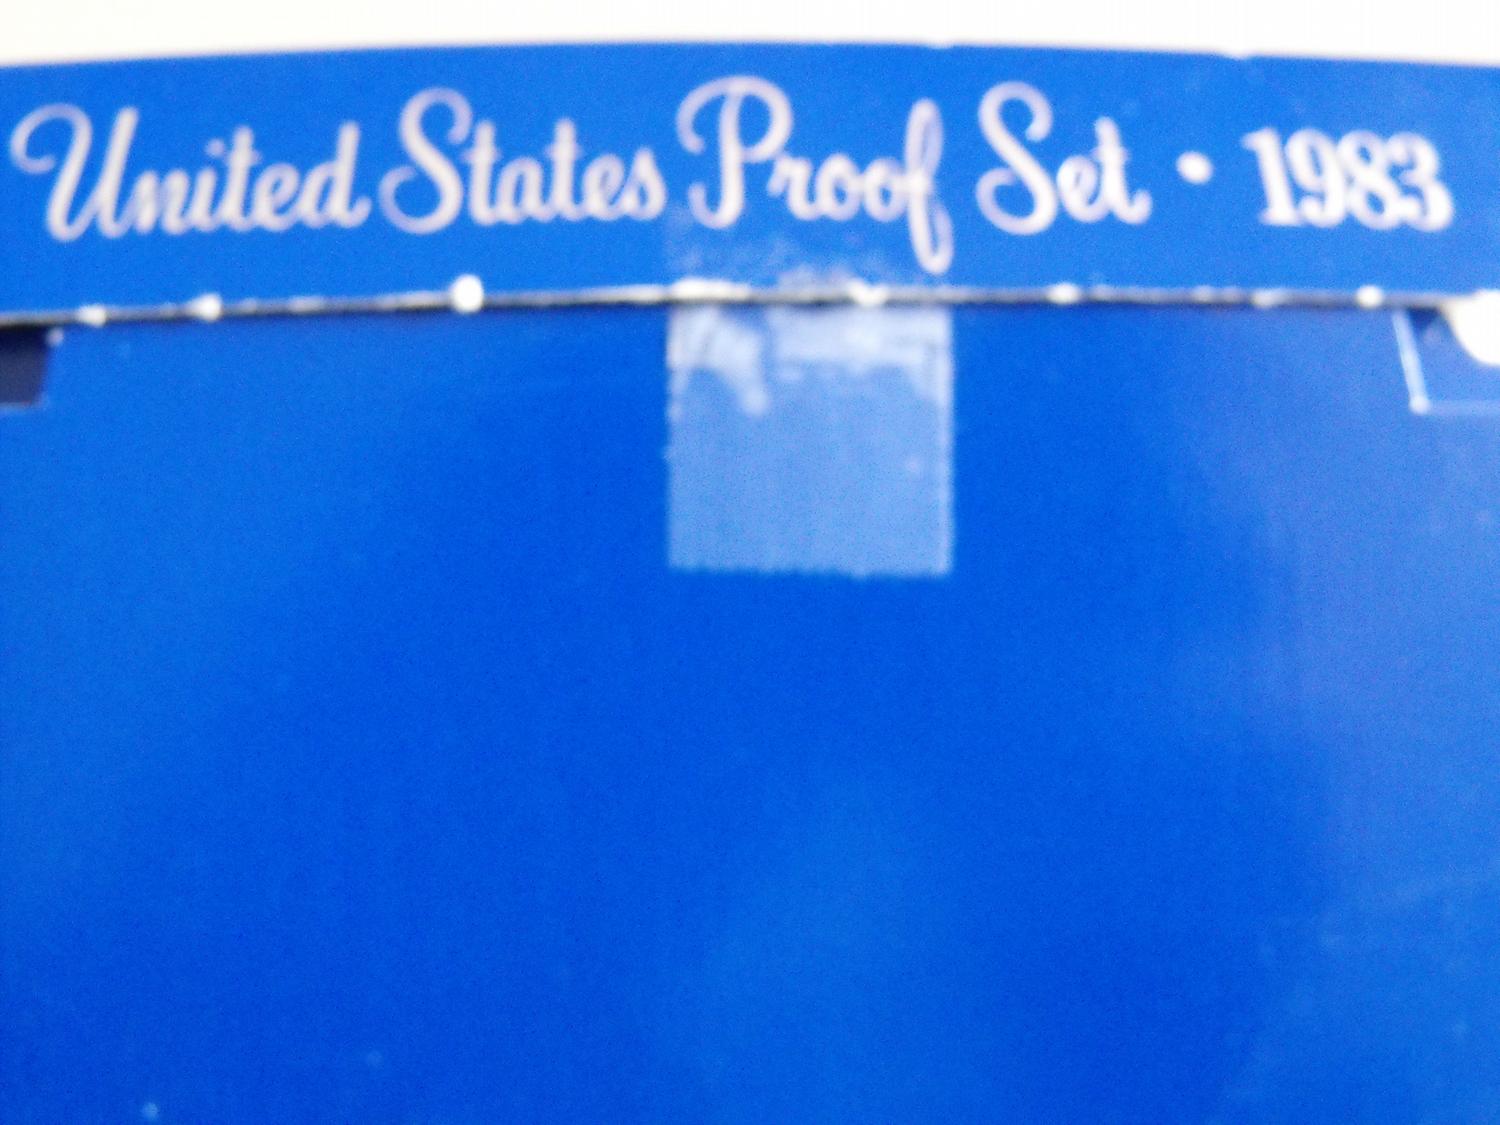 United States Proof Set • 1983